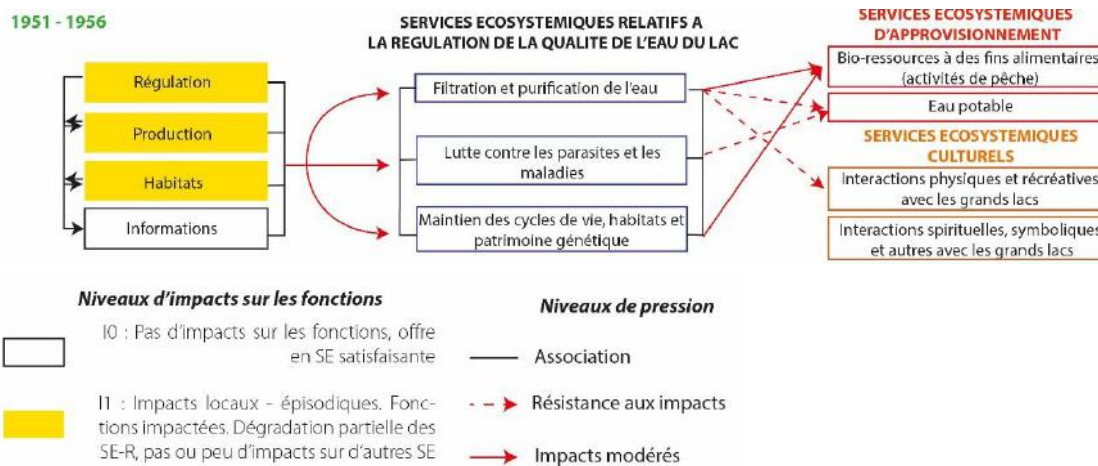 1951 - 1956
SERVICES ECOSYSTEMIQUES RELATIFS A
LA REGULATION DE LA QUALITE DE L'EAU DU LAC
SERVICES ECOSYSTEMIQUES
D'APPROVISIONNEMENT
Régulation
Production
Habitats
Informations
Filtration et purification de l'eau
Lutte contre les parasites et les
maladies
Maintien des cycles de vie, habitats et
patrimoine génétique
Bio-ressources à des fins alimentaires
(activités de pêche)
Eau potable
SERVICES ECOSYSTEMIQUES
CULTURELS
Interactions physiques et récréatives
avec les grands lacs
Interactions spirituelles, symboliques
et autres avec les grands lacs
Niveaux d'impacts sur les fonctions
I0 : Pas d'impacts sur les fonctions, offre
en SE satisfaisante
I1 : Impacts locaux - épisodiques. Fonc-
tions impactées. Dégradation partielle des
SE-R, pas ou peu d'impacts sur d'autres SE
Niveaux de pression
Association
Résistance aux impacts
Impacts modérés